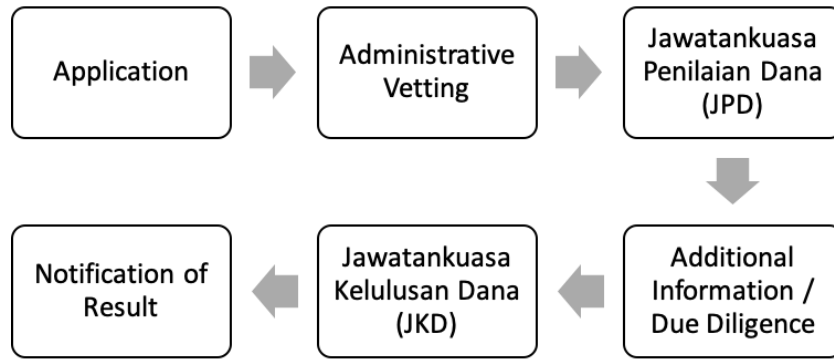 Application
Administrative
Vetting
Jawatankuasa
Penilaian Dana
(JPD)
Additional
Information /
Due Diligence
Jawatankuasa
Kelulusan Dana
(JKD)
Notification of
Result